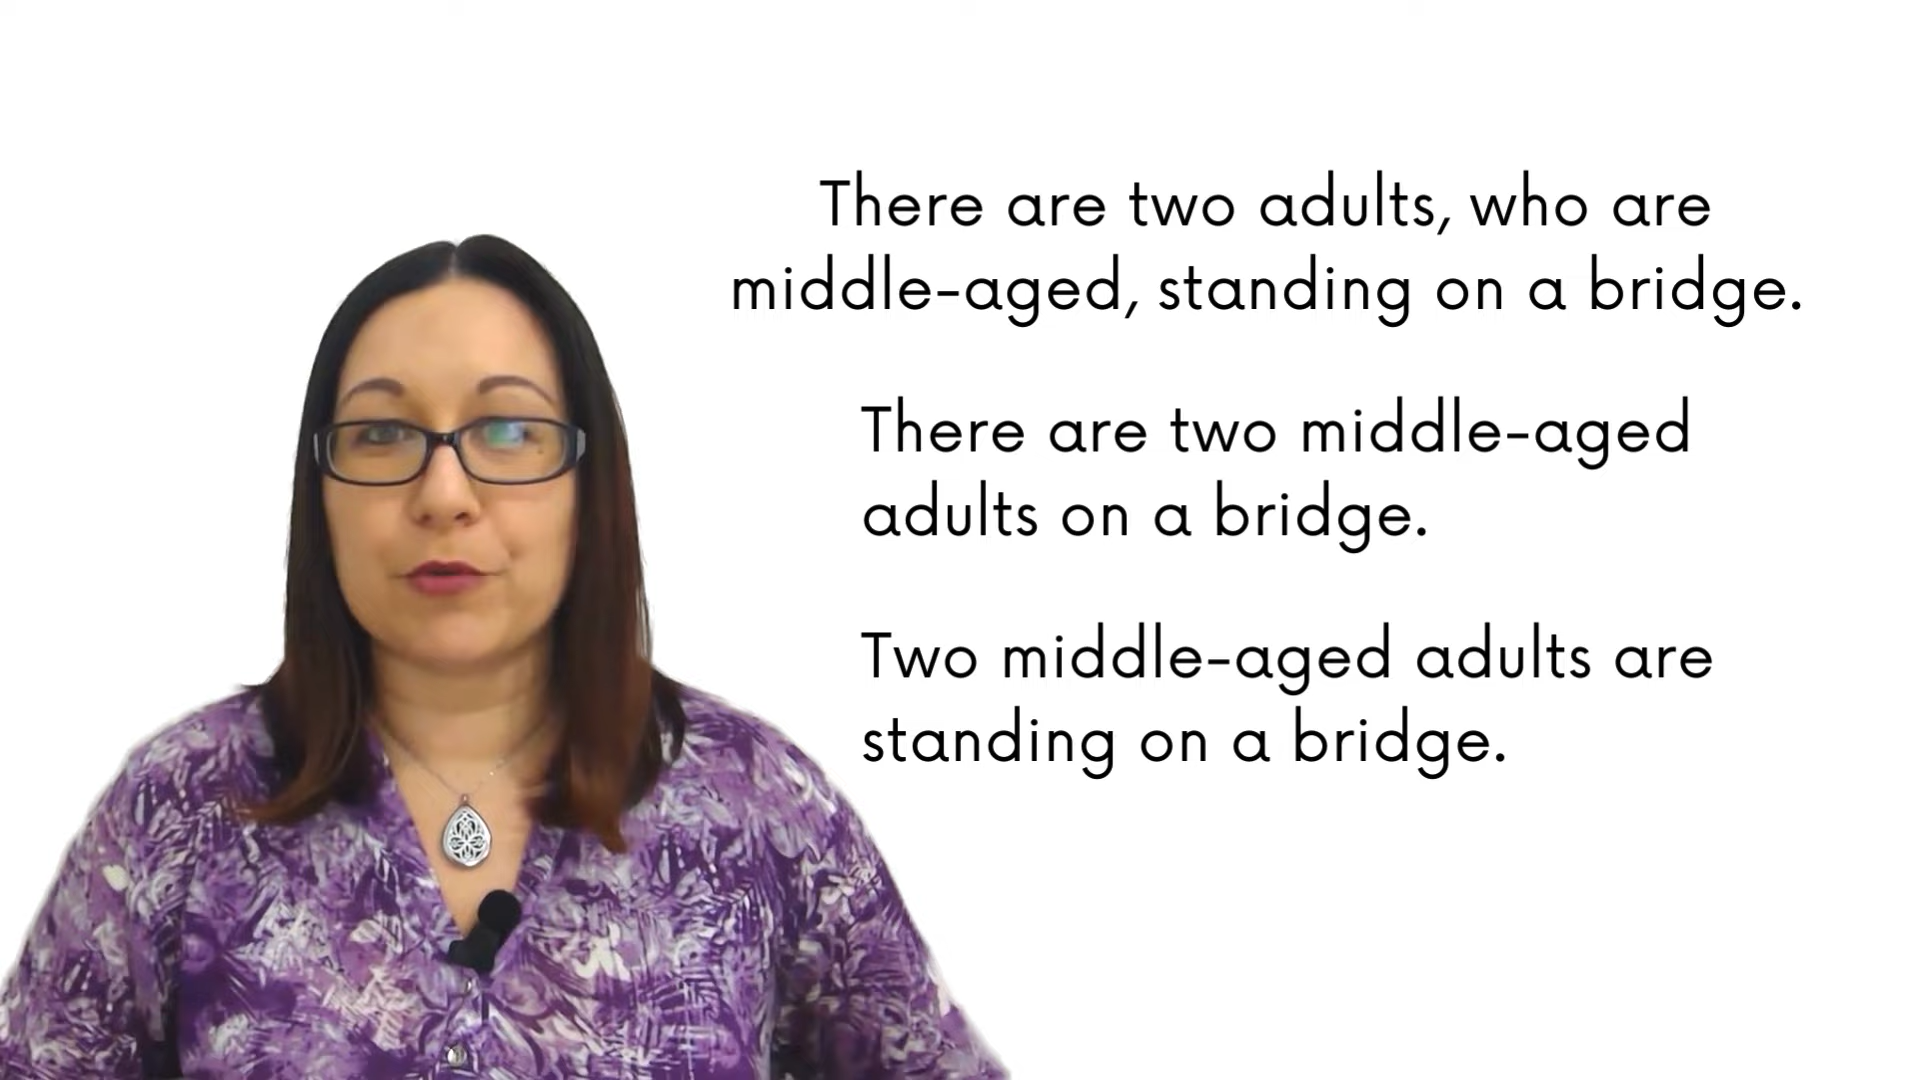 There are two adults, who are
middle-aged, standing on a bridge.
There are two middle-aged
adults on a bridge.
Two middle-aged adults are
standing on a bridge.